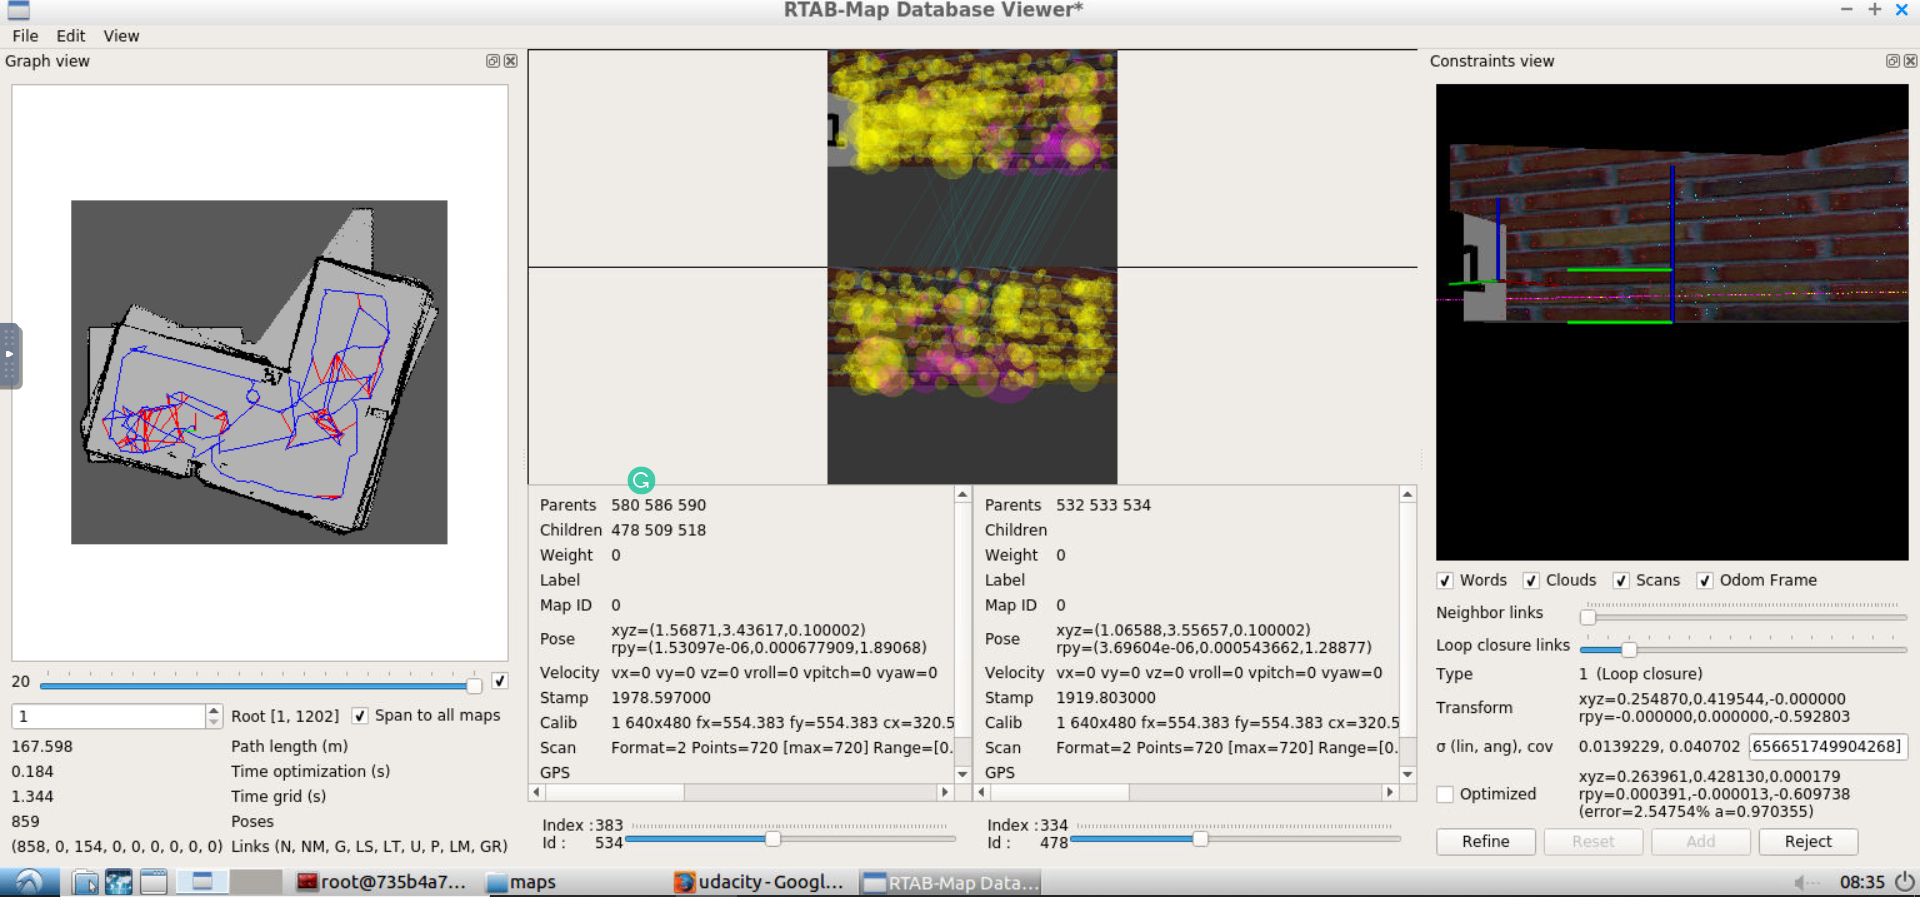 RTAB-Map Database Viewer*
File Edit View
Graph view
Constraints view
G
Parents 580 586 590
Children 478 509 518
Weight 0
Label
Map ID 0
Pose xyz=(1.56871,3.43617,0.100002)
rpy=(1.53097e-06,0.000677909,1.89068)
Velocity vx=0 vy=0 vz=0 vroll=0 vpitch=0 vyaw=0
Stamp 1978.597000
Calib 1 640x480 fx=554.383 fy=554.383 cx=320.5
Scan Format=2 Points=720 [max=720] Range=[0.
GPS
Index :383
Id : 534
Parents 532 533 534
Children
Weight 0
Label
Map ID 0
Pose xyz=(1.06588,3.55657,0.100002)
rpy=(3.69604e-06,0.000543662,1.28877)
Velocity vx=0 vy=0 vz=0 vroll=0 vpitch=0 vyaw=0
Stamp 1919.803000
Calib 1 640x480 fx=554.383 fy=554.383 cx=320.5
Scan Format=2 Points=720 [max=720] Range=[0.
GPS
Index :334
Id : 478
20
1 Root [1, 1202] Span to all maps
167.598 Path length (m)
0.184 Time optimization (s)
1.344 Time grid (s)
859 Poses
(858, 0, 154, 0, 0, 0, 0, 0, 0) Links (N, NM, G, LS, LT, U, P, LM, GR)
Words Clouds Scans Odom Frame
Neighbor links
Loop closure links
Type 1 (Loop closure)
Transform xyz=0.254870,0.419544,-0.000000
rpy=-0.000000,0.000000,-0.592803
σ (lin, ang), cov 0.0139229, 0.040702 .656651749904268]
Optimized xyz=0.263961,0.428130,0.000179
rpy=0.000391,-0.000013,-0.609738
(error=2.54754% a=0.970355)
Refine Reset Add Reject
root@735b4a7... maps udacity - Googl... RTAB-Map Data... 08:35